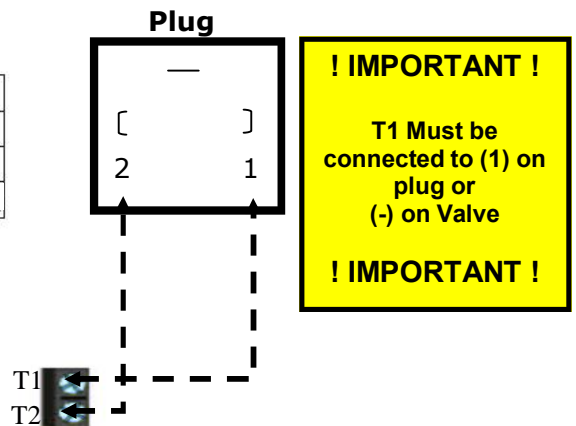 Plug
2 1
! IMPORTANT !
T1 Must be
connected to (1) on
plug or
(-) on Valve
! IMPORTANT !
T1
T2